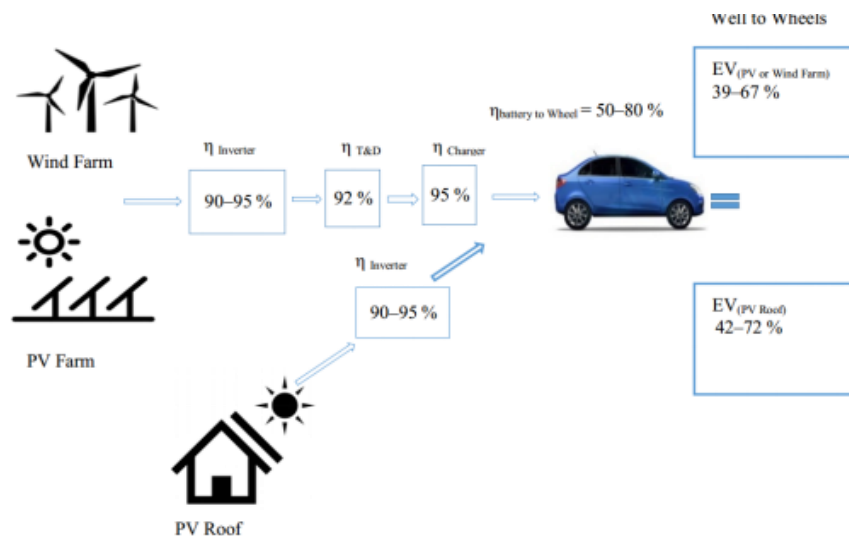 Well to Wheels
EV(PV or Wind Farm)
39–67 %
ηbattery to Wheel = 50–80 %
Wind Farm
η Inverter
η T&D
η Charger
90–95 %
92 %
95 %
η Inverter
90–95 %
EV(PV Roof)
42–72 %
PV Farm
PV Roof